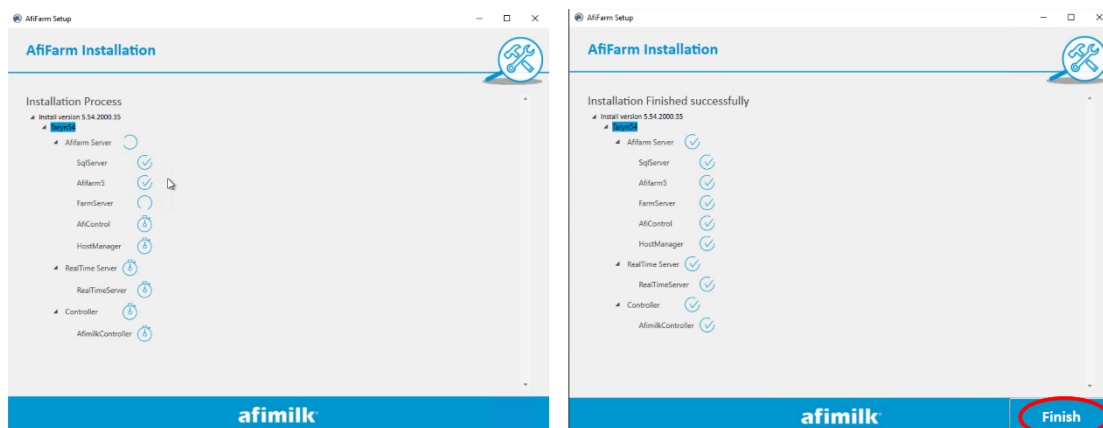 AfiFarm Setup
AfiFarm Installation
Installation Process
Install version 5.54.2000.35
Taryn54
Afifarm Server
SqlServer
Afifarm5
FarmServer
AfiControl
HostManager
RealTime Server
RealTimeServer
Controller
AfimilkController
afimilk
AfiFarm Setup
AfiFarm Installation
Installation Finished successfully
Install version 5.54.2000.35
Taryn54
Afifarm Server
SqlServer
Afifarm5
FarmServer
AfiControl
HostManager
RealTime Server
RealTimeServer
Controller
AfimilkController
afimilk
Finish